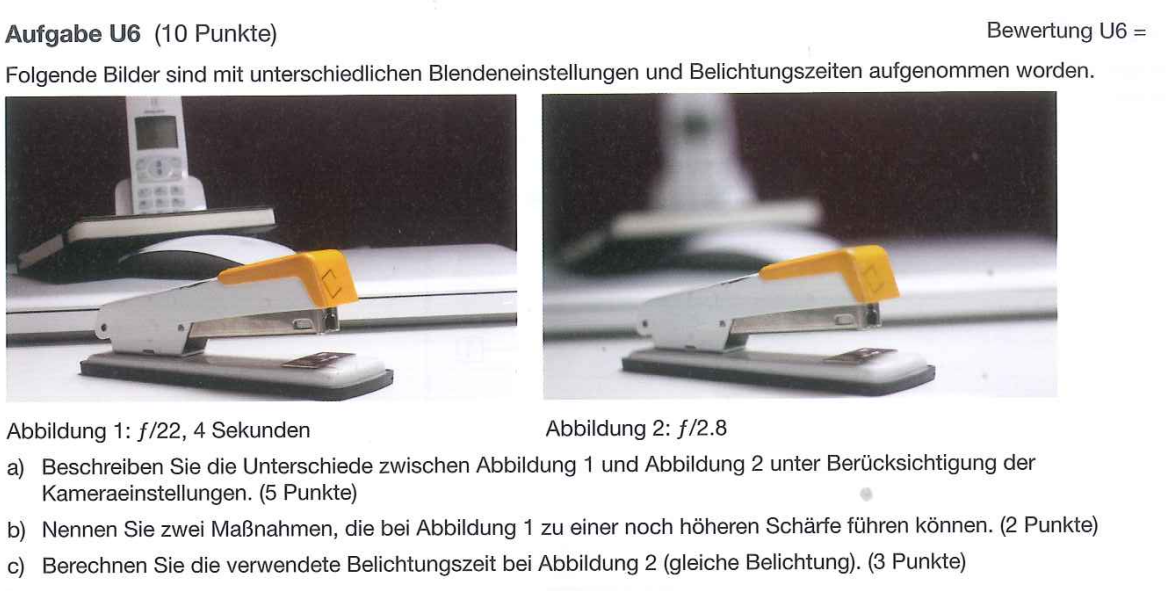 Aufgabe U6 (10 Punkte)
Bewertung U6 =
Folgende Bilder sind mit unterschiedlichen Blendeneinstellungen und Belichtungszeiten aufgenommen worden.
Abbildung 1: ƒ/22, 4 Sekunden
Abbildung 2: ƒ/2.8
a) Beschreiben Sie die Unterschiede zwischen Abbildung 1 und Abbildung 2 unter Berücksichtigung der
Kameraeinstellungen. (5 Punkte)
b) Nennen Sie zwei Maßnahmen, die bei Abbildung 1 zu einer noch höheren Schärfe führen können. (2 Punkte)
c) Berechnen Sie die verwendete Belichtungszeit bei Abbildung 2 (gleiche Belichtung). (3 Punkte)